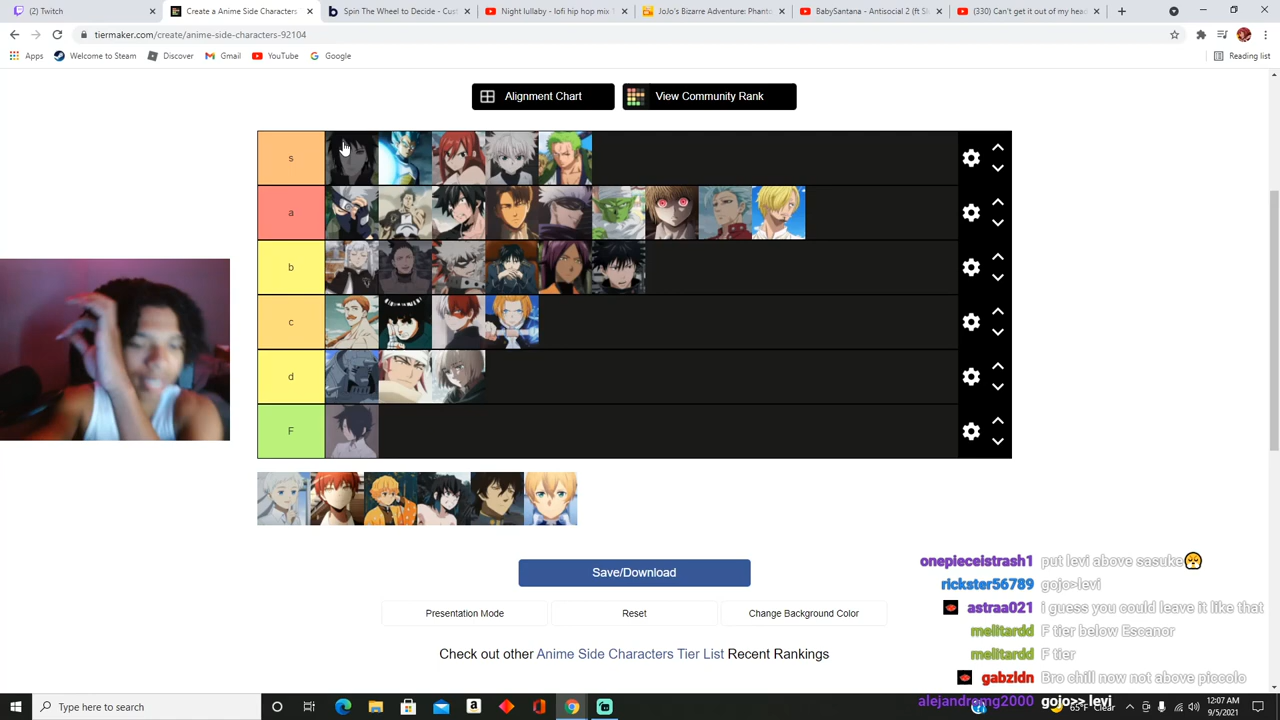 (2) Twitch
Create a Anime Side Characters
Spin The Wheel to Decide - Cust
Night lullaby - lofi hip hop mix
JoJo's Bizarre Adventure: Phanto
BabySantana - Antisocial 2 (ft Sl
(330) Can't get it out of my hea
tiermaker.com/create/anime-side-characters-92104
Apps
Welcome to Steam
Discover
Gmail
YouTube
Google
Reading list
Alignment Chart
View Community Rank
s
a
b
c
d
F
Save/Download
Presentation Mode
Reset
Change Background Color
Check out other Anime Side Characters Tier List Recent Rankings
onepieceistrash1 put levi above sasuke
rickster56789 gojo>levi
astraa021 i guess you could leave it like that
melitardd F tier below Escanor
melitardd F tier
gabzldn Bro chill now not above piccolo
alejandromg2000 gojo>> levi
Type here to search
12:07 AM
9/5/2021